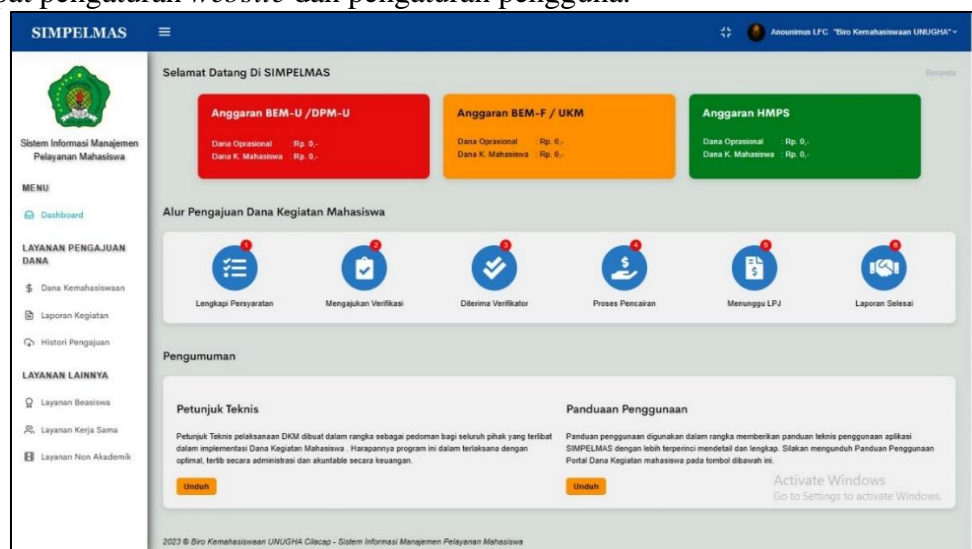 pat pengaturan website dan pengaturan pengguna.
SIMPELMAS
Anounimus LFC "Biro Kemahasiswaan UNUGHA"
Sistem Informasi Manajemen
Pelayanan Mahasiswa
MENU
Dashboard
LAYANAN PENGAJUAN
DANA
Dana Kemahasiswaan
Laporan Kegiatan
Histori Pengajuan
LAYANAN LAINNYA
Layanan Beasiswa
Layanan Kerja Sama
Layanan Non Akademik
Selamat Datang Di SIMPELMAS
Beranda
Anggaran BEM-U /DPM-U
Dana Oprasional : Rp. 0,-
Dana K. Mahasiswa : Rp. 0,-
Anggaran BEM-F / UKM
Dana Oprasional : Rp. 0,-
Dana K. Mahasiswa : Rp. 0,-
Anggaran HMPS
Dana Oprasional : Rp. 0,-
Dana K. Mahasiswa : Rp. 0,-
Alur Pengajuan Dana Kegiatan Mahasiswa
1
Lengkapi Persyaratan
2
Mengajukan Verifikasi
3
Diterima Verifikator
4
Proses Pencairan
5
Menunggu LPJ
6
Laporan Selesai
Pengumuman
Petunjuk Teknis
Petunjuk Teknis pelaksanaan DKM dibuat dalam rangka sebagai pedoman bagi seluruh pihak yang terlibat
dalam implementasi Dana Kegiatan Mahasiswa . Harapannya program ini dalam terlaksana dengan
optimal, tertib secara administrasi dan akuntable secara keuangan.
Unduh
Panduaan Penggunaan
Panduan penggunaan digunakan dalam rangka memberikan panduan teknis penggunaan aplikasi
SIMPELMAS dengan lebih terperinci mendetail dan lengkap. Silakan mengunduh Panduan Penggunaan
Portal Dana Kegiatan mahasiswa pada tombol dibawah ini.
Unduh
Activate Windows
Go to Settings to activate Windows.
2023 © Biro Kemahasiswaan UNUGHA Cilacap - Sistem Informasi Manajemen Pelayanan Mahasiswa